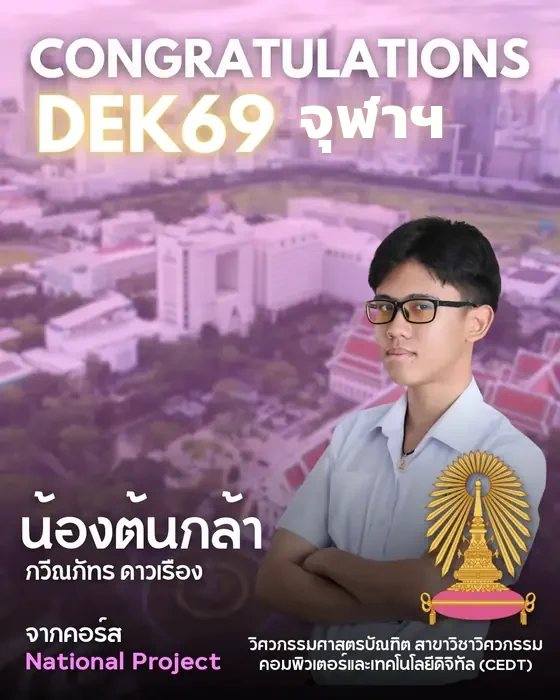 CONGRATULATIONS
DEK69 จุฬาฯ
น้องต้นกล้า
ภวีณภัทร ดาวเรือง
จากคอร์ส
National Project
วิศวกรรมศาสตรบัณฑิต สาขาวิชาวิศวกรรม
คอมพิวเตอร์และเทคโนโลยีดิจิทัล (CEDT)